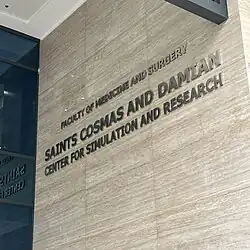 FACULTY OF MEDICINE AND SURGERY
SAINTS COSMAS AND DAMIAN
CENTER FOR SIMULATION AND RESEARCH